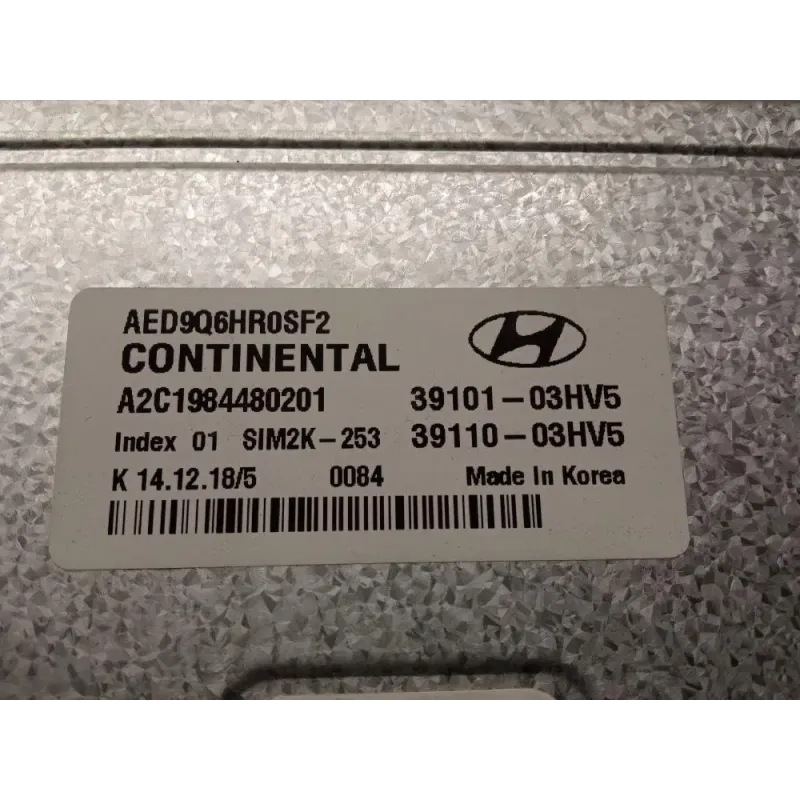 AED9Q6HR0SF2
CONTINENTAL
A2C1984480201 39101-03HV5
Index 01 SIM2K-253 39110-03HV5
K 14.12.18/5 0084 Made In Korea